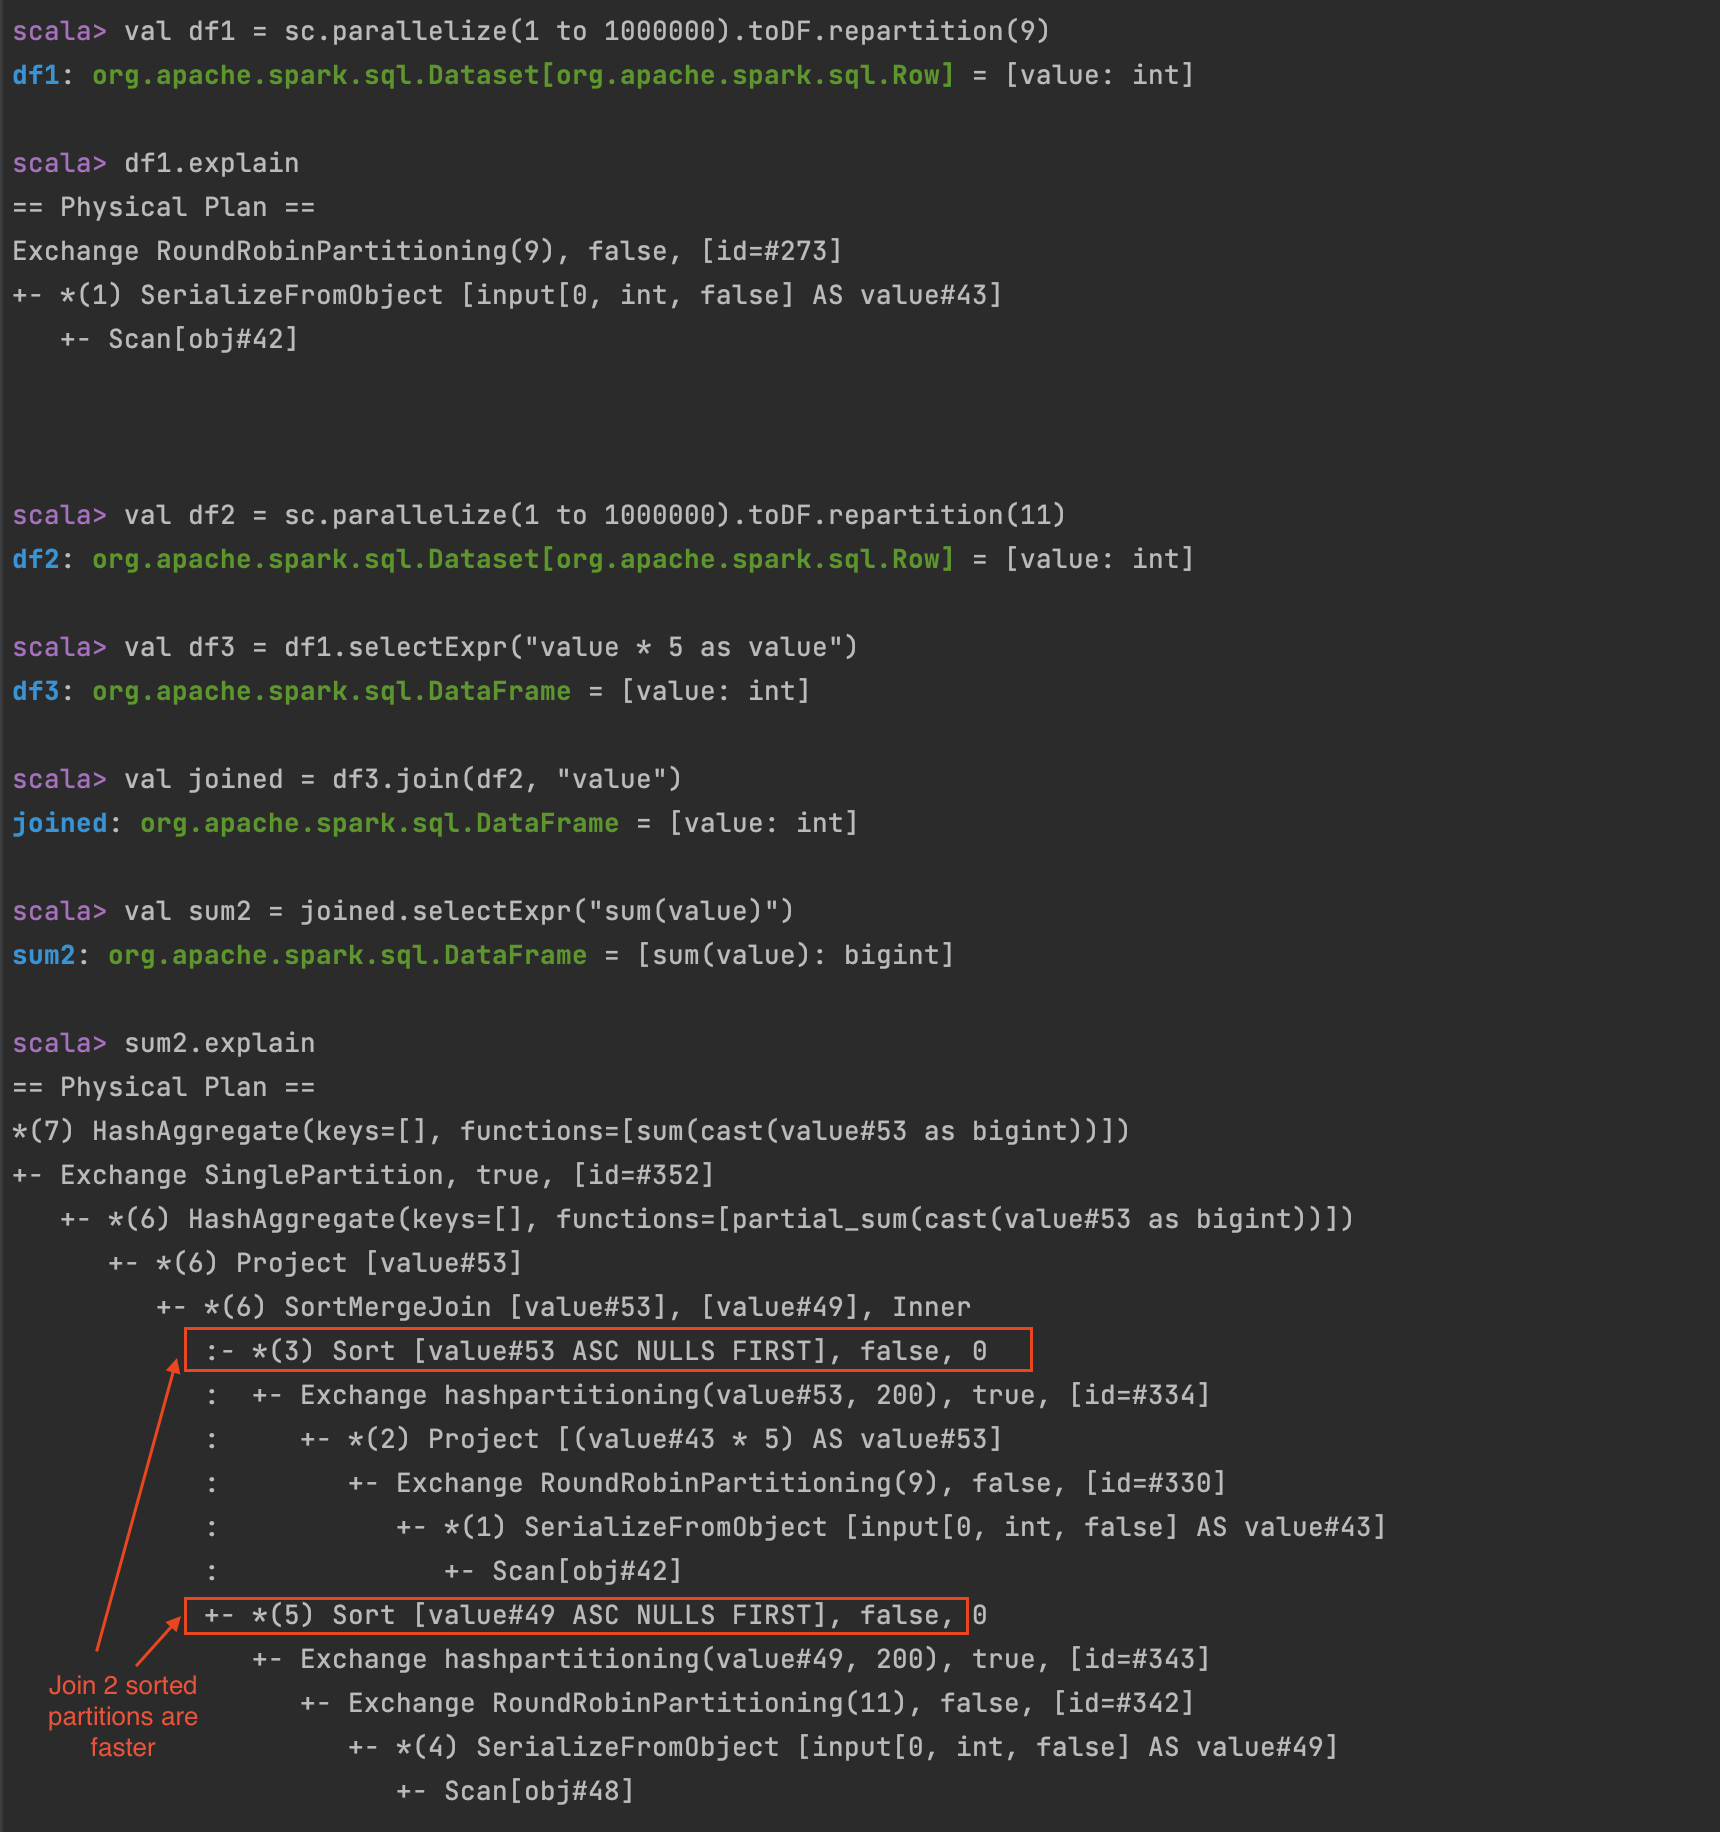 scala> val df1 = sc.parallelize(1 to 1000000).toDF.repartition(9)
df1: org.apache.spark.sql.Dataset[org.apache.spark.sql.Row] = [value: int]
scala> df1.explain
== Physical Plan ==
Exchange RoundRobinPartitioning(9), false, [id=#273]
+- *(1) SerializeFromObject [input[0, int, false] AS value#43]
   +- Scan[obj#42]
scala> val df2 = sc.parallelize(1 to 1000000).toDF.repartition(11)
df2: org.apache.spark.sql.Dataset[org.apache.spark.sql.Row] = [value: int]
scala> val df3 = df1.selectExpr("value * 5 as value")
df3: org.apache.spark.sql.DataFrame = [value: int]
scala> val joined = df3.join(df2, "value")
joined: org.apache.spark.sql.DataFrame = [value: int]
scala> val sum2 = joined.selectExpr("sum(value)")
sum2: org.apache.spark.sql.DataFrame = [sum(value): bigint]
scala> sum2.explain
== Physical Plan ==
*(7) HashAggregate(keys=[], functions=[sum(cast(value#53 as bigint))])
+- Exchange SinglePartition, true, [id=#352]
   +- *(6) HashAggregate(keys=[], functions=[partial_sum(cast(value#53 as bigint))])
      +- *(6) Project [value#53]
         +- *(6) SortMergeJoin [value#53], [value#49], Inner
            :- *(3) Sort [value#53 ASC NULLS FIRST], false, 0
            :  +- Exchange hashpartitioning(value#53, 200), true, [id=#334]
            :     +- *(2) Project [(value#43 * 5) AS value#53]
            :        +- Exchange RoundRobinPartitioning(9), false, [id=#330]
            :           +- *(1) SerializeFromObject [input[0, int, false] AS value#43]
            :              +- Scan[obj#42]
            +- *(5) Sort [value#49 ASC NULLS FIRST], false, 0
               +- Exchange hashpartitioning(value#49, 200), true, [id=#343]
                  +- Exchange RoundRobinPartitioning(11), false, [id=#342]
                     +- *(4) SerializeFromObject [input[0, int, false] AS value#49]
                        +- Scan[obj#48]
Join 2 sorted
partitions are
faster